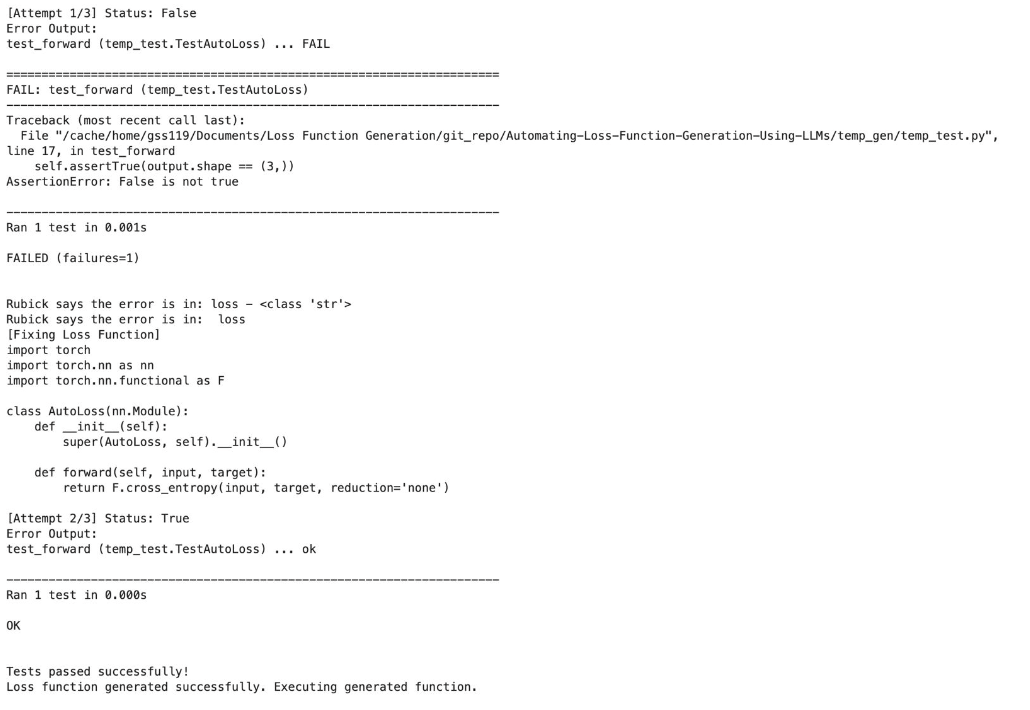 [Attempt 1/3] Status: False
Error Output:
test_forward (temp_test.TestAutoLoss) ... FAIL
======================================================================
FAIL: test_forward (temp_test.TestAutoLoss)
----------------------------------------------------------------------
Traceback (most recent call last):
  File "/cache/home/gss119/Documents/Loss Function Generation/git_repo/Automating-Loss-Function-Generation-Using-LLMs/temp_gen/temp_test.py",
line 17, in test_forward
    self.assertTrue(output.shape == (3,))
AssertionError: False is not true
----------------------------------------------------------------------
Ran 1 test in 0.001s
FAILED (failures=1)
Rubick says the error is in: loss - <class 'str'>
Rubick says the error is in:  loss
[Fixing Loss Function]
import torch
import torch.nn as nn
import torch.nn.functional as F
class AutoLoss(nn.Module):
    def __init__(self):
        super(AutoLoss, self).__init__()
    def forward(self, input, target):
        return F.cross_entropy(input, target, reduction='none')
[Attempt 2/3] Status: True
Error Output:
test_forward (temp_test.TestAutoLoss) ... ok
----------------------------------------------------------------------
Ran 1 test in 0.000s
OK
Tests passed successfully!
Loss function generated successfully. Executing generated function.